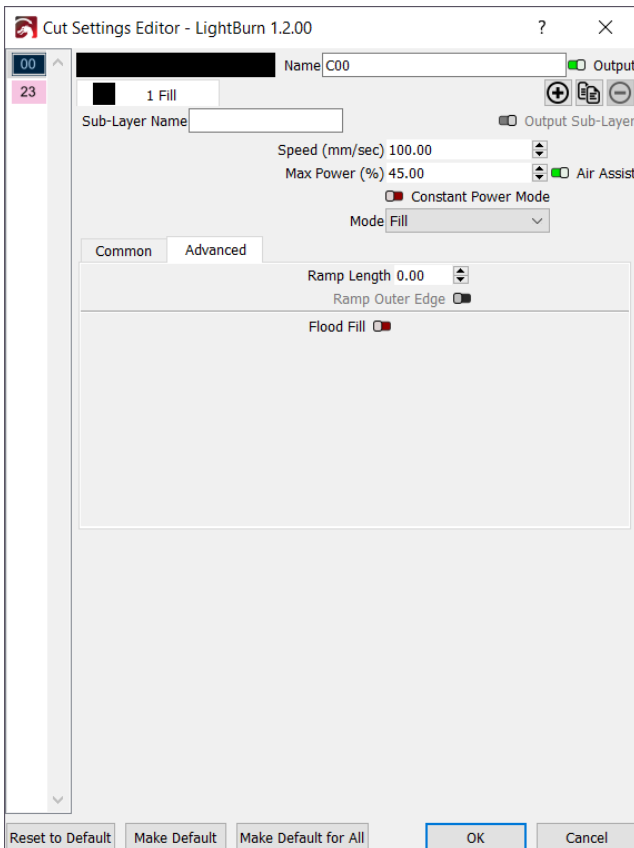 Cut Settings Editor - LightBurn 1.2.00 ?
00 Name C00 Output
23 1 Fill
Sub-Layer Name Output Sub-Layer
Speed (mm/sec) 100.00
Max Power (%) 45.00 Air Assist
Constant Power Mode
Mode Fill
Common Advanced
Ramp Length 0.00
Ramp Outer Edge
Flood Fill
Reset to Default Make Default Make Default for All OK Cancel